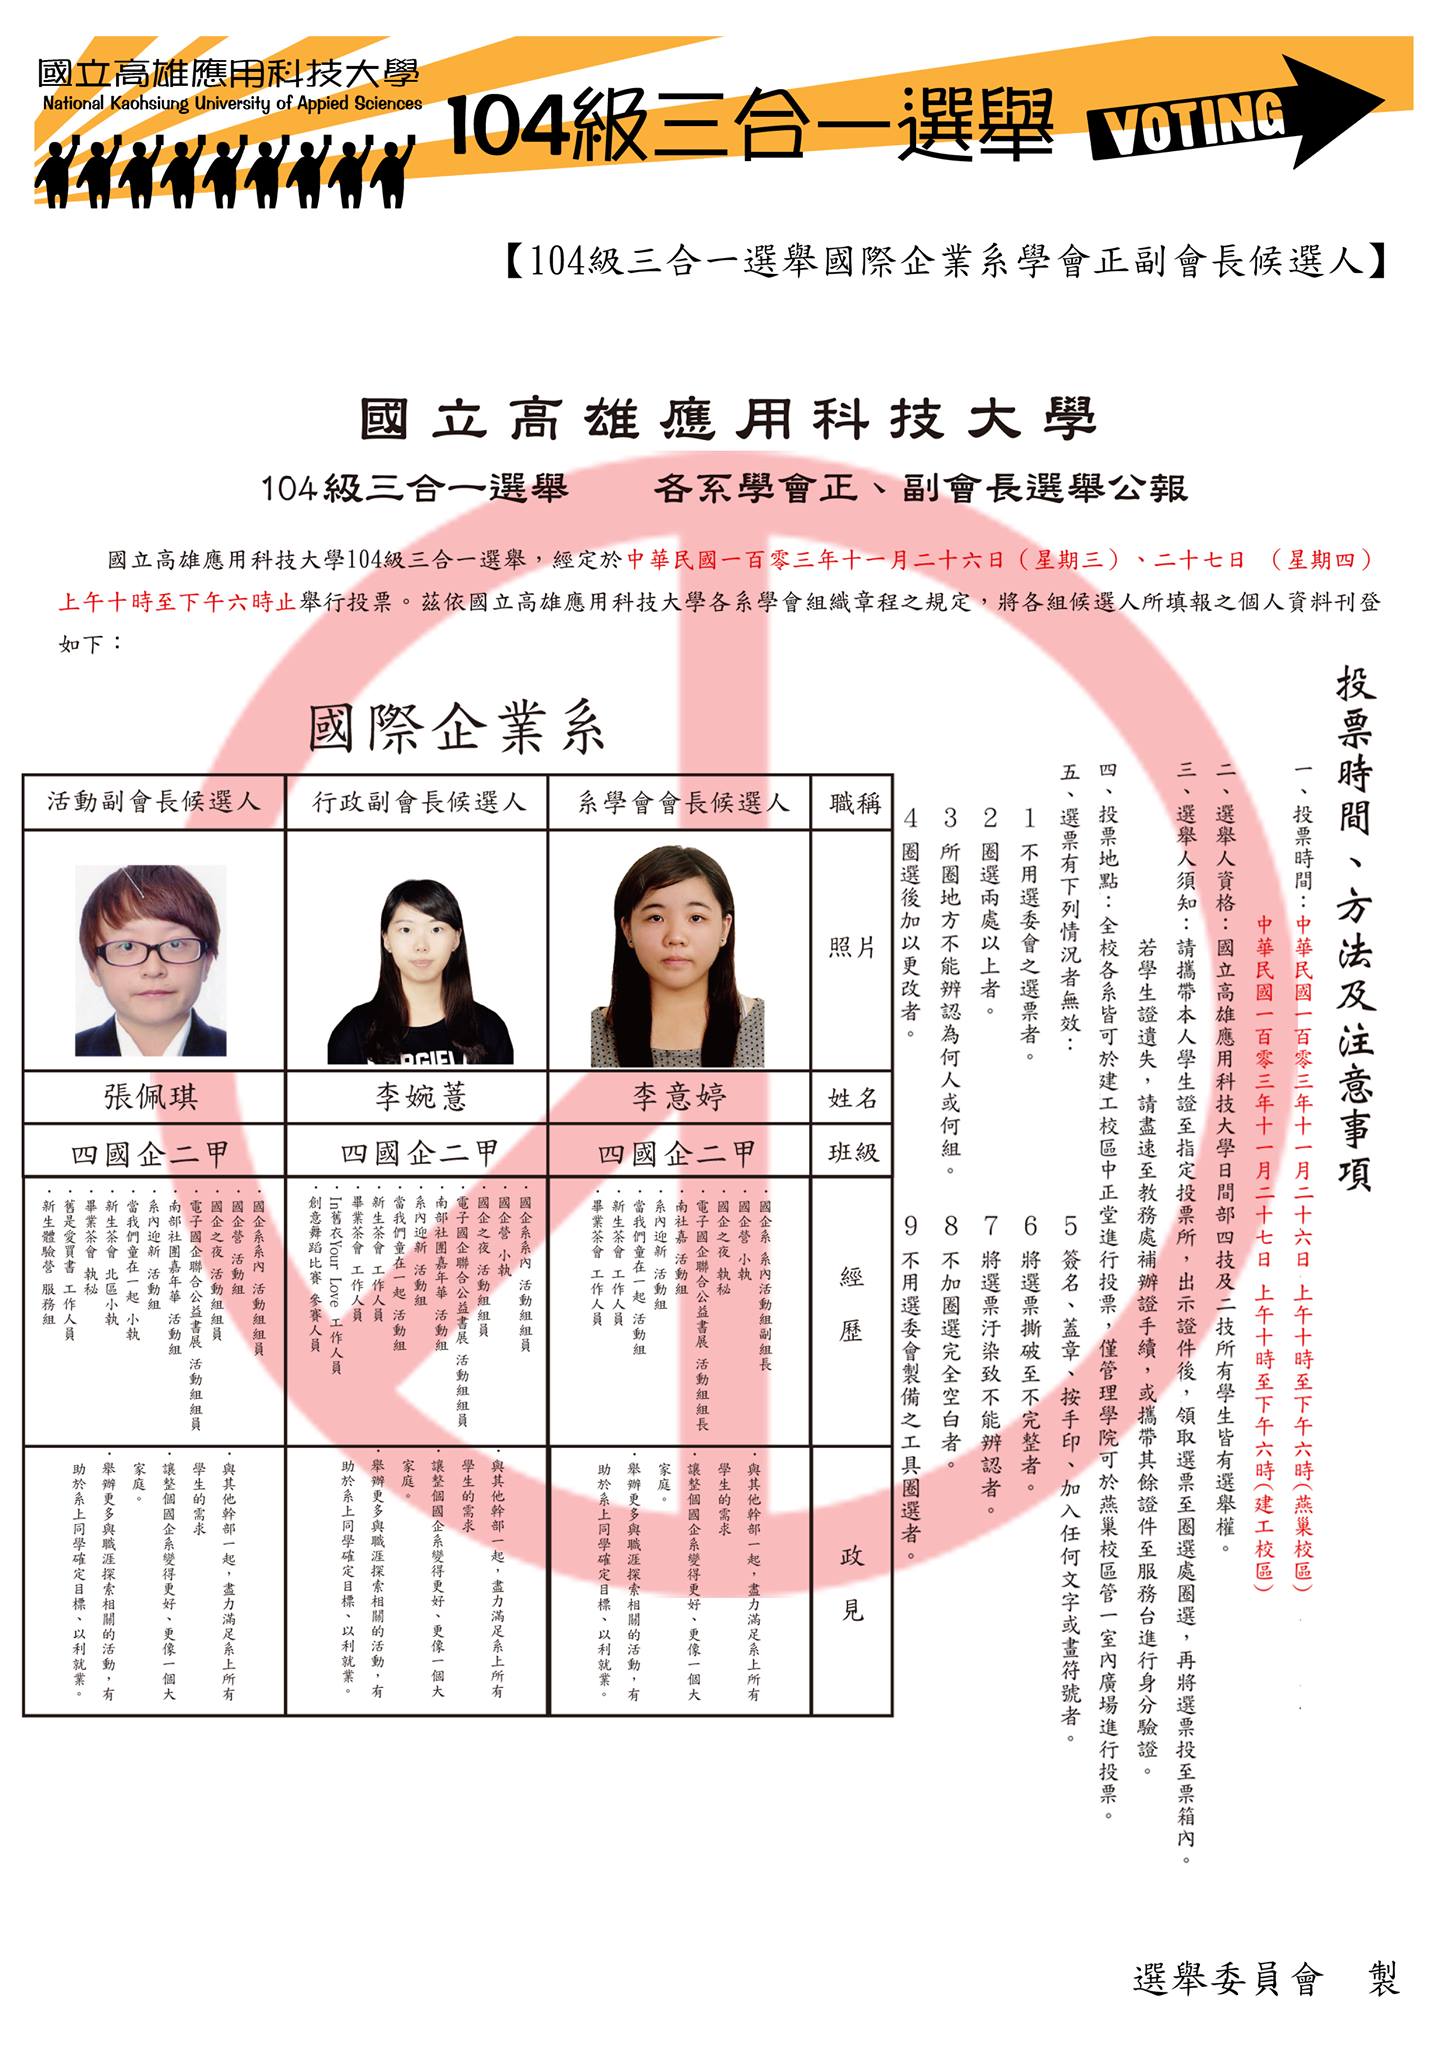 國立高雄應用科技大學
National Kaohsiung University of Appied Sciences
104級三合一選舉
VOTING
【104級三合一選舉國際企業系學會正副會長候選人】
國立高雄應用科技大學
104級三合一選舉 各系學會正、副會長選舉公報
國立高雄應用科技大學104級三合一選舉，經定於中華民國一百零三年十一月二十六日（星期三）、二十七日 （星期四）
上午十時至下午六時止舉行投票。茲依國立高雄應用科技大學各系學會組織章程之規定，將各組候選人所填報之個人資料刊登
如下：
投票時間、方法及注意事項
一、投票時間：中華民國一百零三年十一月二十六日 上午十時至下午六時(燕巢校區)
中華民國一百零三年十一月二十七日 上午十時至下午六時(建工校區)
二、選舉人資格：國立高雄應用科技大學日間部四技及二技所有學生皆有選舉權。
三、選舉人須知：請攜帶本人學生證至指定投票所，出示證件後，領取選票至圈選處圈選，再將選票投至票箱內。
若學生證遺失，請盡速至教務處補辦證手續，或攜帶其餘證件至服務台進行身分驗證。
四、投票地點：全校各系皆可於建工校區中正堂進行投票，僅管理學院可於燕巢校區管一室內廣場進行投票。
五、選票有下列情況者無效：
1 不用選委會之選票者。
2 圈選兩處以上者。
3 所圈地方不能辨認為何人或何組。
4 圈選後加以更改者。
5 簽名、蓋章、按手印、加入任何文字或畫符號者。
6 將選票撕破至不完整者。
7 將選票汙染致不能辨認者。
8 不加圈選完全空白者。
9 不用選委會製備之工具圈選者。
國際企業系
職稱
照片
姓名
班級
經歷
政見
系學會會長候選人
李意婷
四國企二甲
·國企系 系內活動組副組長
·國企營 小執
·國企之夜 執秘
·電子國企聯合公益書展 活動組組長
·南社嘉 活動組
·系內迎新 活動組
·當我們童在一起 活動組
·新生茶會 工作人員
·畢業茶會 工作人員
·與其他幹部一起，盡力滿足系上所有
學生的需求
·讓整個國企系變得更好、更像一個大
家庭。
·舉辦更多與職涯探索相關的活動，有
助於系上同學確定目標、以利就業。
行政副會長候選人
李婉薏
四國企二甲
·國企系系內 活動組組員
·國企營 小執
·國企之夜 活動組組員
·電子國企聯合公益書展 活動組組員
·南部社團嘉年華 活動組
·系內迎新 活動組
·當我們童在一起 活動組
·新生茶會 工作人員
·畢業茶會 工作人員
·In舊衣Your Love 工作人員
·創意舞蹈比賽 參賽人員
·與其他幹部一起，盡力滿足系上所有
學生的需求
·讓整個國企系變得更好、更像一個大
家庭。
·舉辦更多與職涯探索相關的活動，有
助於系上同學確定目標、以利就業。
活動副會長候選人
張佩琪
四國企二甲
·國企系系內 活動組組員
·國企營 活動組
·國企之夜 活動組組員
·電子國企聯合公益書展 活動組組員
·南部社團嘉年華 活動組
·系內迎新 活動組
·當我們童在一起 小執
·新生茶會 北區小執
·畢業茶會 執秘
·舊是愛買書 工作人員
·新生體驗營 服務組
·與其他幹部一起，盡力滿足系上所有
學生的需求
·讓整個國企系變得更好、更像一個大
家庭。
·舉辦更多與職涯探索相關的活動，有
助於系上同學確定目標、以利就業。
選舉委員會 製